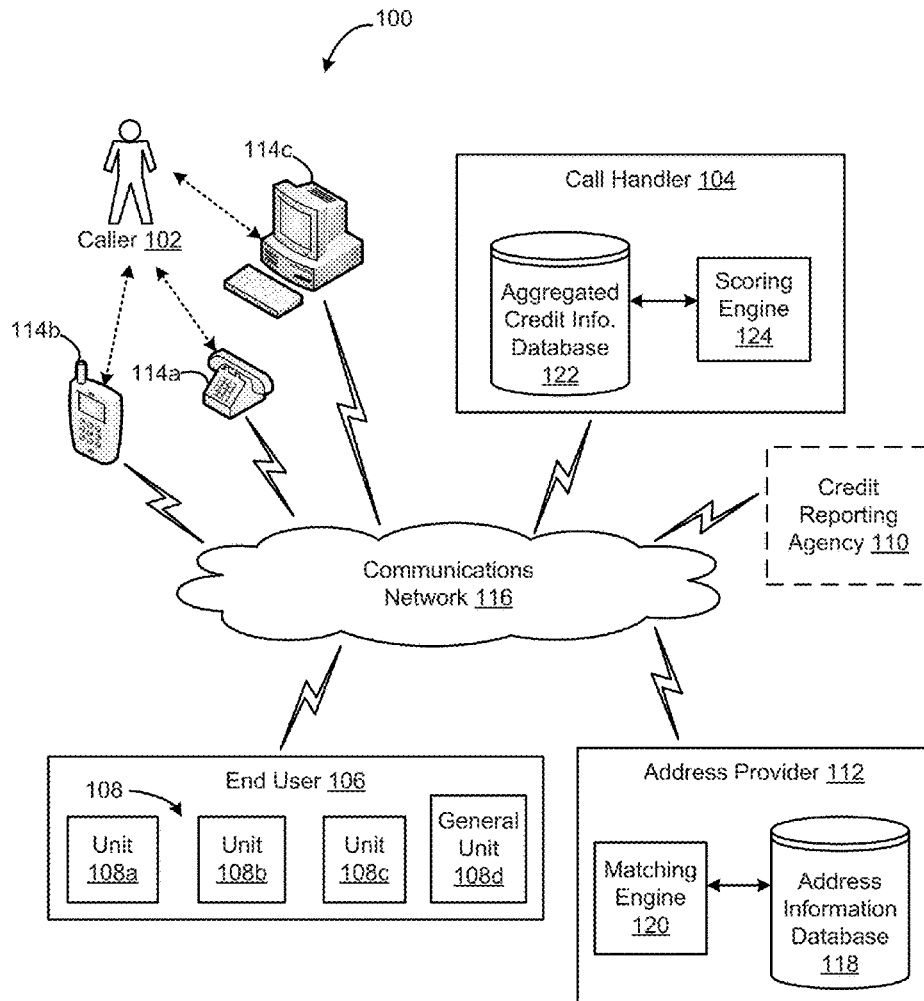 100
114c
Caller 102
114b
114a
Call Handler 104
Aggregated
Credit Info.
Database
122
Scoring
Engine
124
Credit
Reporting
Agency 110
Communications
Network 116
End User 106
108
Unit
108a
Unit
108b
Unit
108c
General
Unit
108d
Address Provider 112
Matching
Engine
120
Address
Information
Database
118